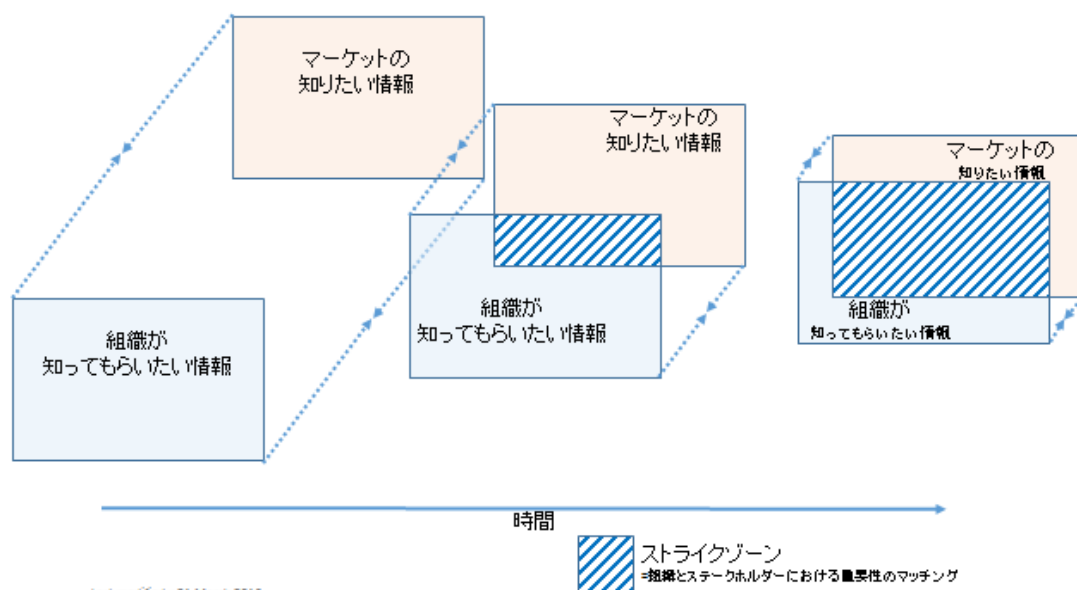 マーケットの
知りたい情報
マーケットの
知りたい情報
マーケットの
知りたい情報
組織が
知ってもらいたい情報
組織が
知ってもらいたい情報
組織が
知ってもらいたい情報
時間
ストライクゾーン
=組織とステークホルダーにおける重要性のマッチング